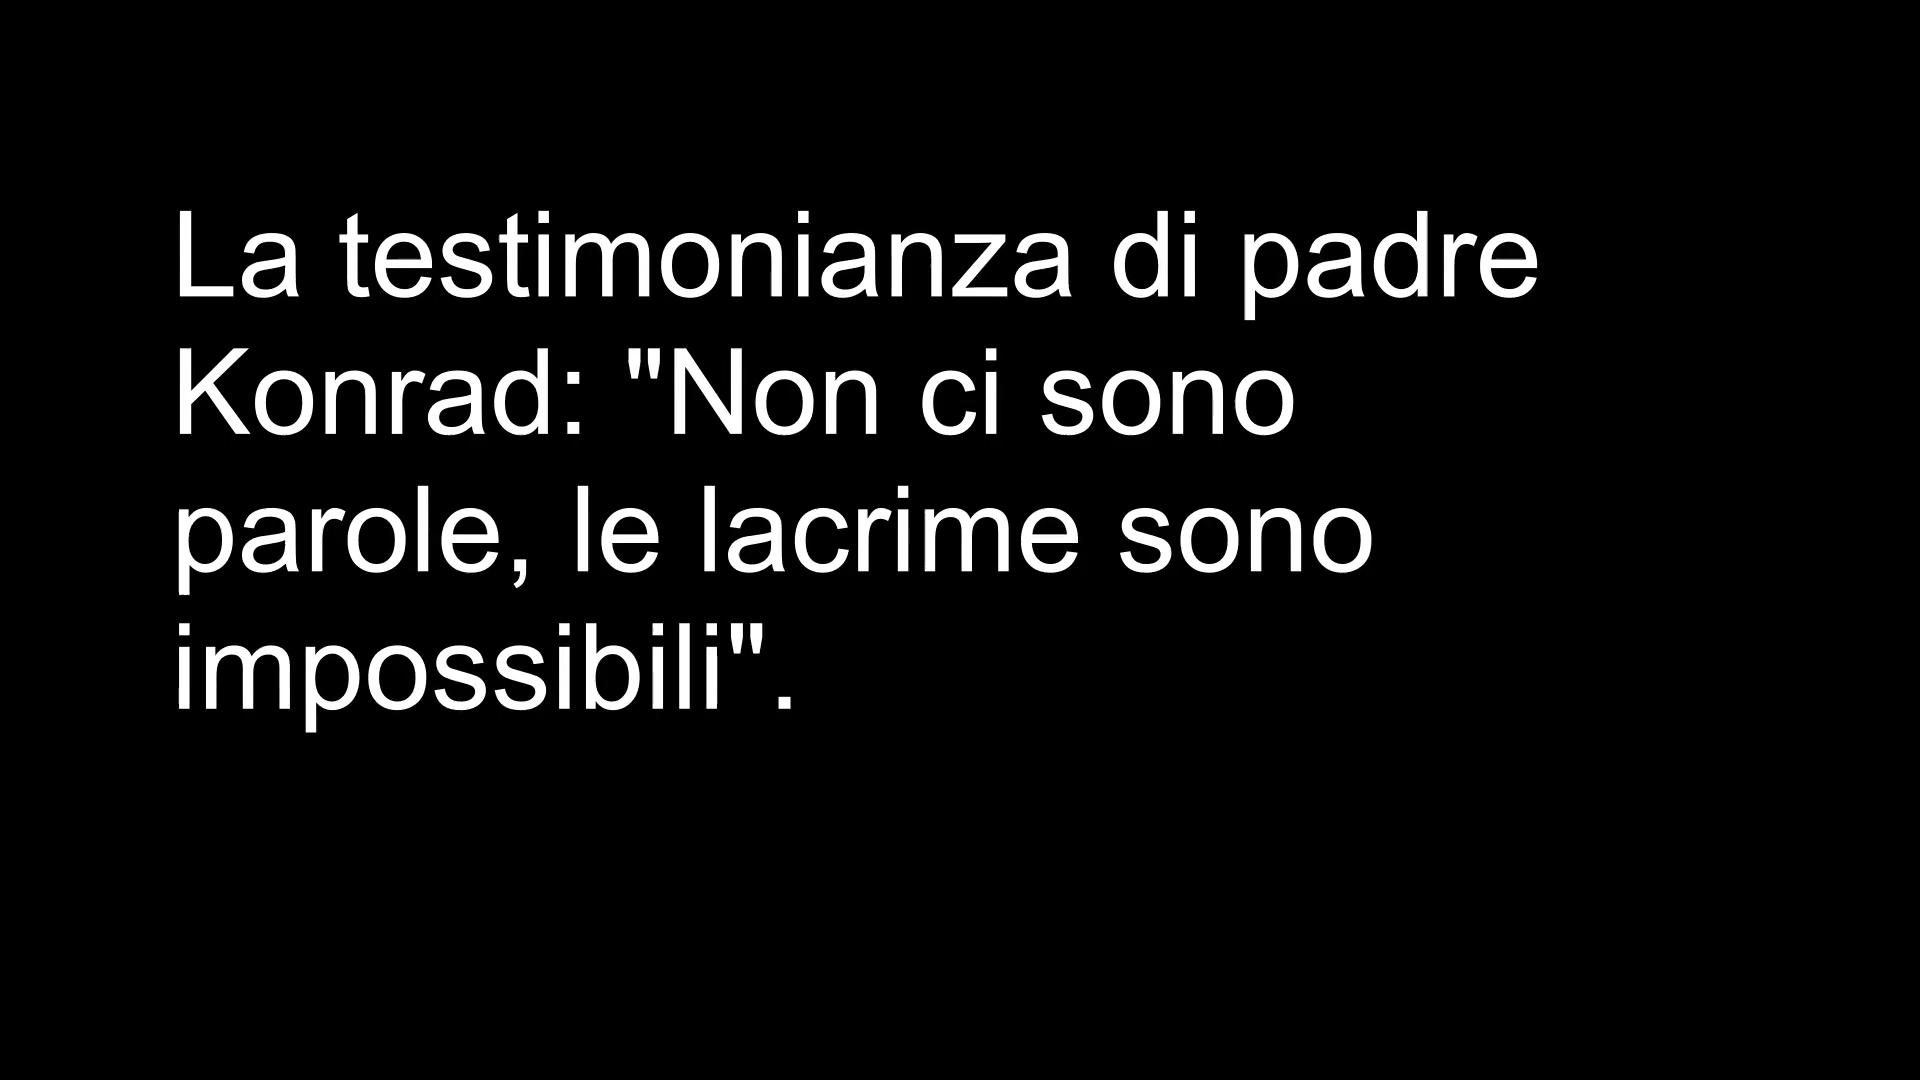 La testimonianza di padre
Konrad: "Non ci sono
parole, le lacrime sono
impossibili".